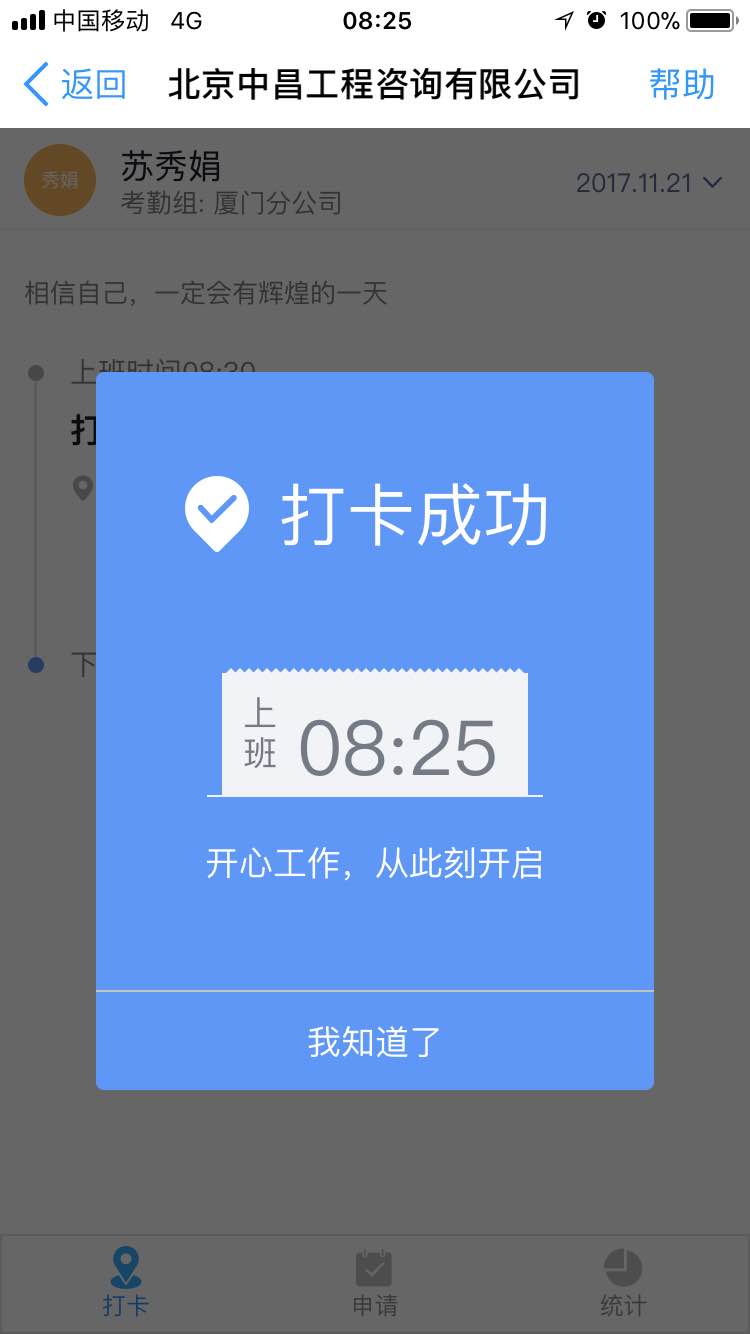 中国移动 4G 08:25 100%
返回 北京中昌工程咨询有限公司 帮助
秀娟 苏秀娟 2017.11.21
考勤组: 厦门分公司
相信自己，一定会有辉煌的一天
上班时间08:30
打
打卡成功
下
上班 08:25
开心工作，从此刻开启
我知道了
打卡 申请 统计